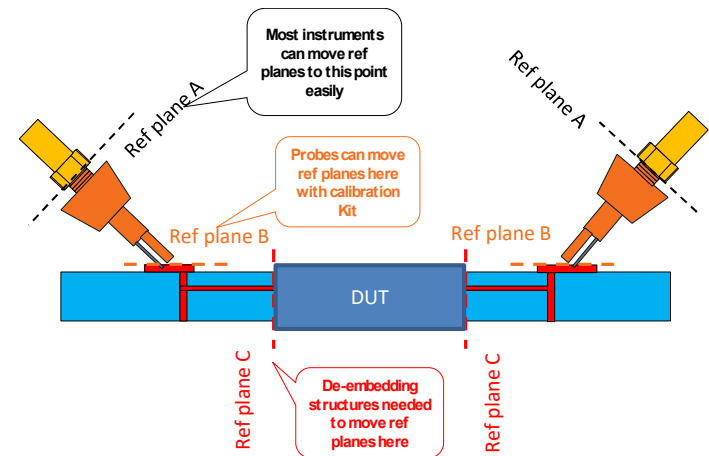 Most instruments
can move ref
planes to this point
easily
Ref plane A
Ref plane A
Probes can move
ref planes here
with calibration
Kit
Ref plane B
Ref plane B
DUT
Ref plane C
De-embedding
structures needed
to move ref
planes here
Ref plane C